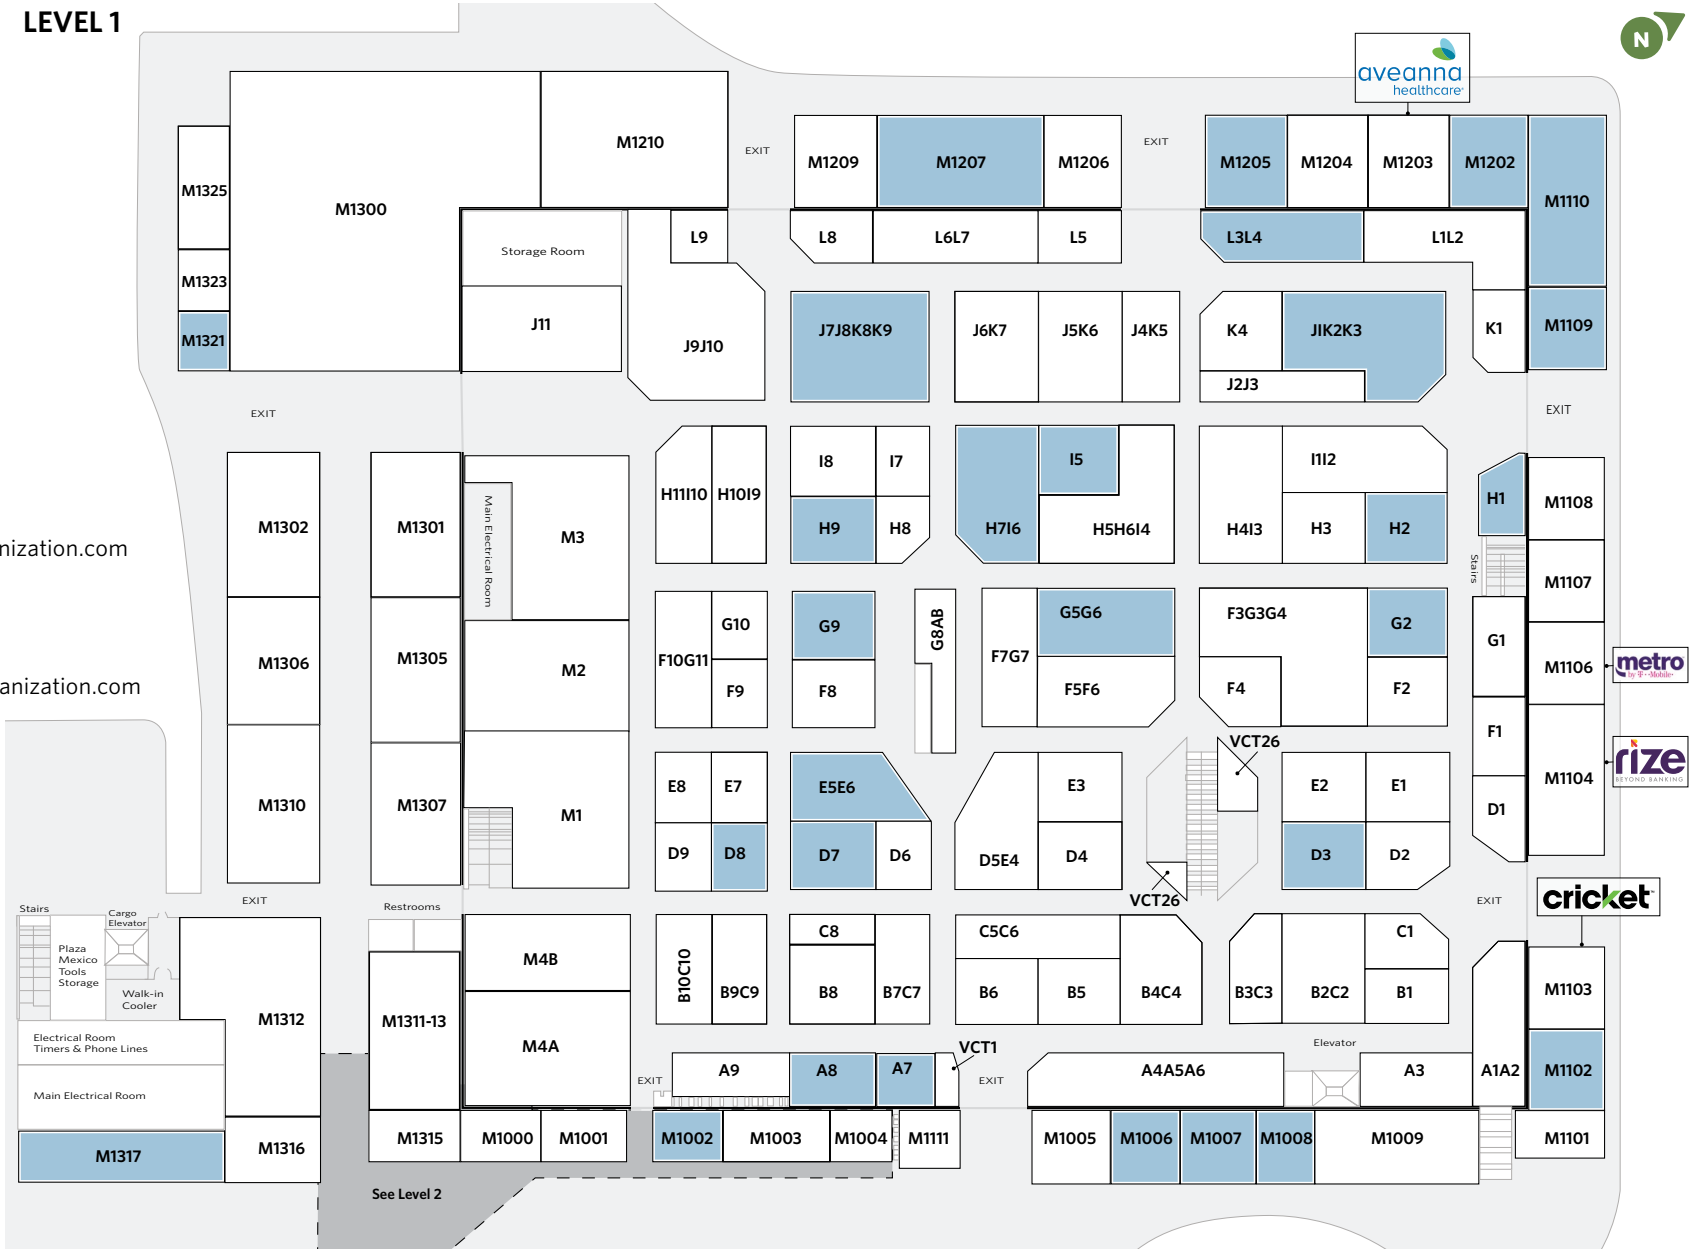 LEVEL 1
N
aveanna
healthcare
M1325
M1323
M1321
M1300
M1210
EXIT
M1209
M1207
M1206
EXIT
M1205
M1204
M1203
M1202
M1110
M1109
Storage Room
J11
L9
J9J10
L8
L6L7
L5
L3L4
L1L2
K1
J7J8K8K9
J6K7
J5K6
J4K5
K4
J2J3
JIK2K3
EXIT
EXIT
M1302
M1301
Main Electrical Room
M3
H11I10
H10I9
I8
I7
H9
H8
H7I6
I5
H5H6I4
H4I3
I1I2
H3
H2
H1
M1108
nization.com
Stairs
M1107
M1306
M1305
M2
F10G11
G10
F9
G9
F8
G8AB
F7G7
G5G6
F5F6
F3G3G4
F4
G2
F2
G1
M1106
metro
by T-Mobile
anization.com
F1
M1104
rize
BEYOND BANKING
M1310
M1307
M1
E8
E7
D9
D8
E5E6
D7
D6
D5E4
E3
D4
VCT26
VCT26
E2
E1
D3
D2
D1
EXIT
EXIT
cricket
Stairs
Cargo
Elevator
Plaza
Mexico
Tools
Storage
Walk-in
Cooler
Restrooms
M1312
M1311-13
M4B
M4A
B10C10
B9C9
C8
B8
B7C7
C5C6
B6
B5
B4C4
B3C3
B2C2
C1
B1
M1103
Electrical Room
Timers & Phone Lines
Main Electrical Room
EXIT
A9
A8
A7
VCT1
EXIT
A4A5A6
Elevator
A3
A1A2
M1102
M1317
M1316
M1315
M1000
M1001
M1002
M1003
M1004
M1111
M1005
M1006
M1007
M1008
M1009
M1101
See Level 2